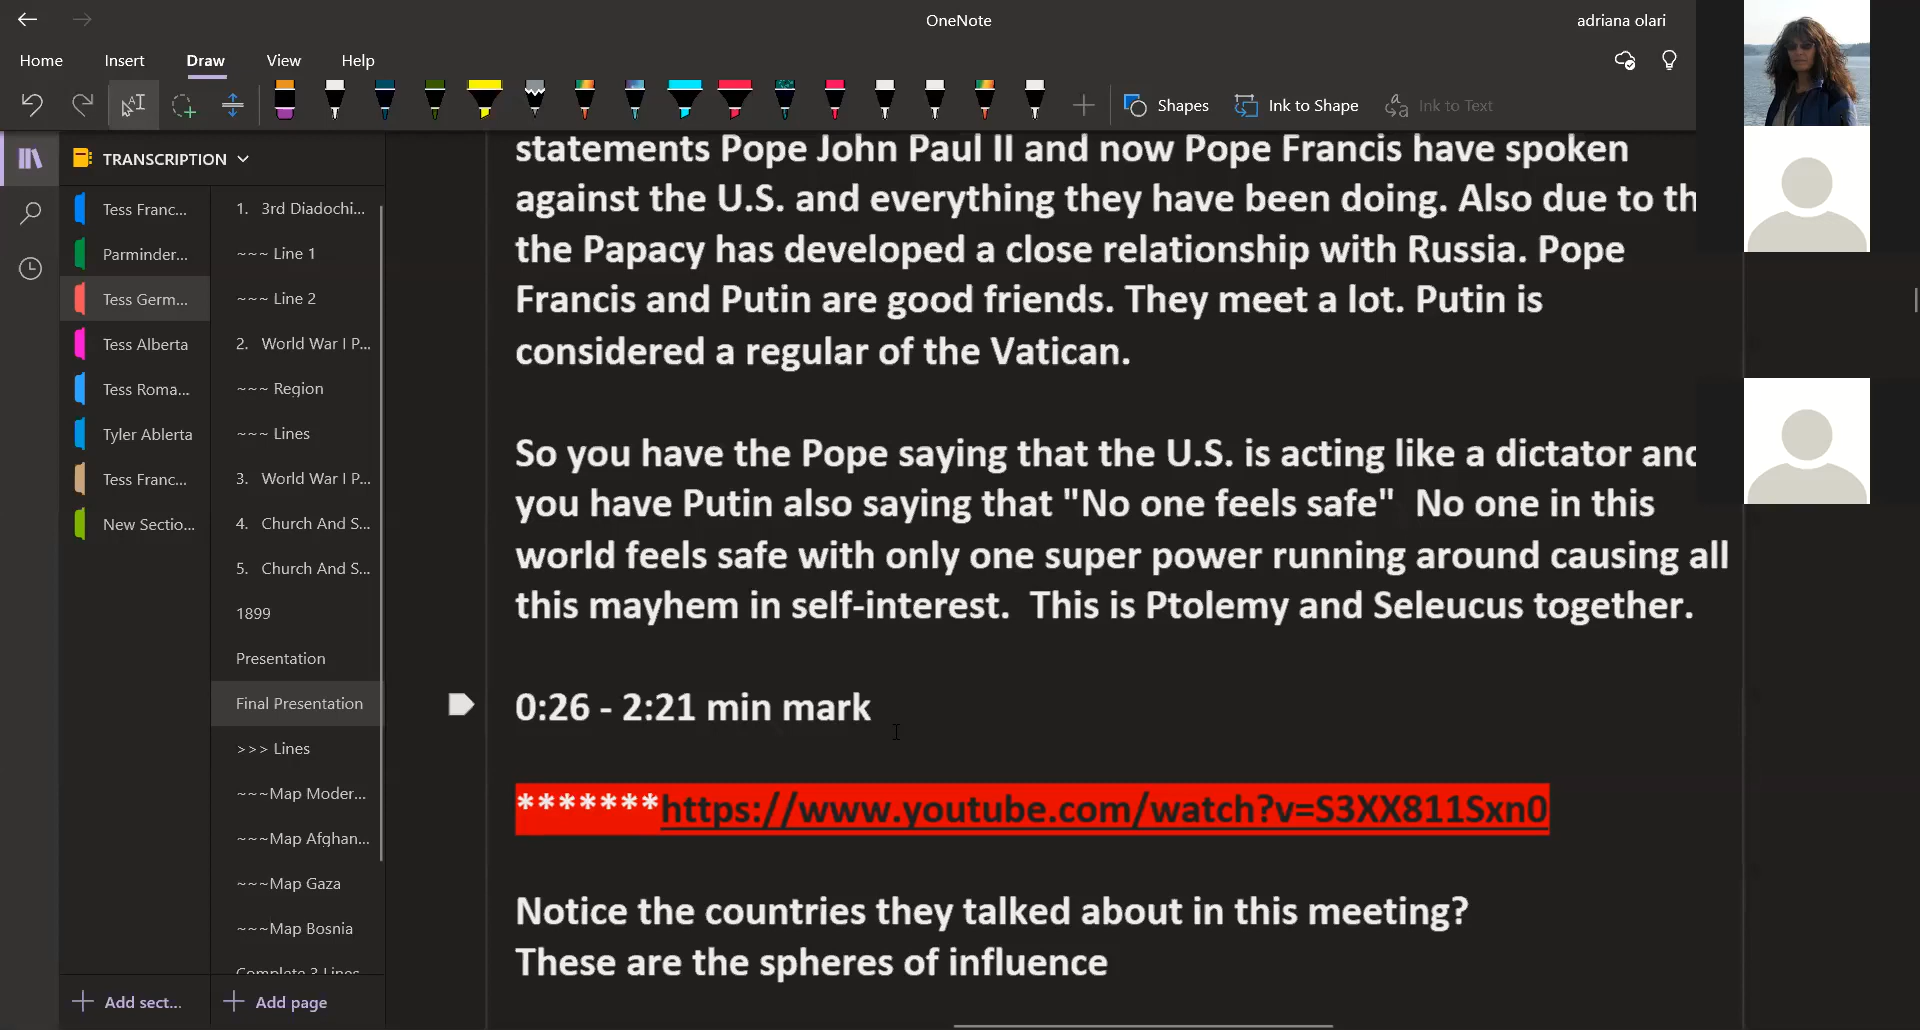 OneNote
adriana olari
Home Insert Draw View Help
Shapes Ink to Shape Ink to Text
TRANSCRIPTION
Tess Franc...
Parminder...
Tess Germ...
Tess Alberta
Tess Roma...
Tyler Ablerta
Tess Franc...
New Sectio...
Add sect...
1. 3rd Diadochi...
~~~ Line 1
~~~ Line 2
2. World War I P...
~~~ Region
~~~ Lines
3. World War I P...
4. Church And S...
5. Church And S...
1899
Presentation
Final Presentation
>>> Lines
~~~Map Moder...
~~~Map Afghan...
~~~Map Gaza
~~~Map Bosnia
Complete 3 Lines
Add page
statements Pope John Paul II and now Pope Francis have spoken
against the U.S. and everything they have been doing. Also due to th
the Papacy has developed a close relationship with Russia. Pope
Francis and Putin are good friends. They meet a lot. Putin is
considered a regular of the Vatican.
So you have the Pope saying that the U.S. is acting like a dictator and
you have Putin also saying that "No one feels safe" No one in this
world feels safe with only one super power running around causing all
this mayhem in self-interest. This is Ptolemy and Seleucus together.
0:26 - 2:21 min mark
*******https://www.youtube.com/watch?v=S3XX811Sxn0
Notice the countries they talked about in this meeting?
These are the spheres of influence